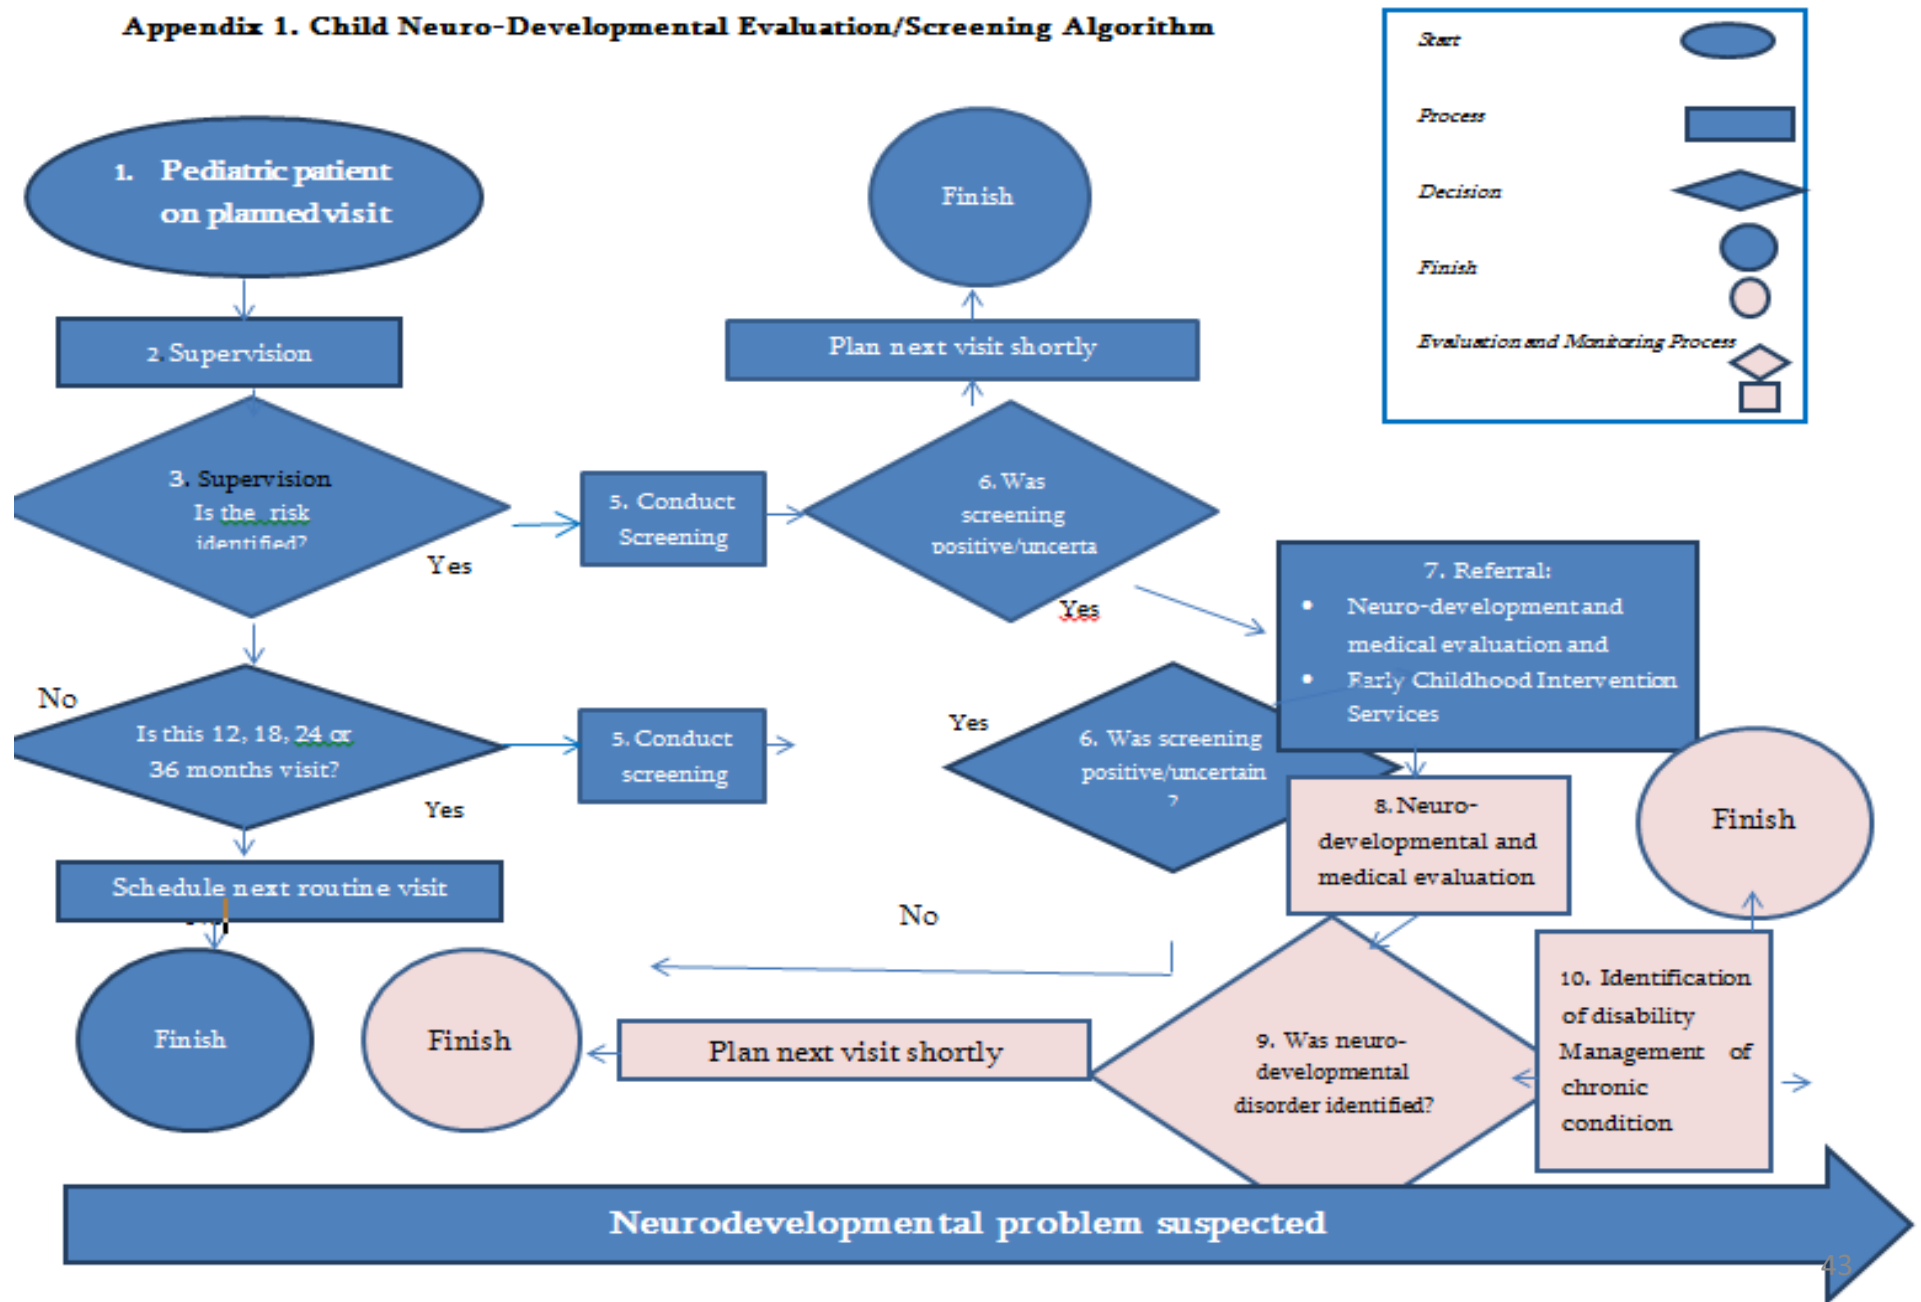 Appendix 1. Child Neuro-Developmental Evaluation/Screening Algorithm
Start
Process
Decision
Finish
Evaluation and Monitoring Process
1. Pediatric patient
on planned visit
Finish
2. Supervision
Plan next visit shortly
3. Supervision
Is the risk
identified?
Yes
5. Conduct
Screening
6. Was
screening
positive/uncerta
Yes
7. Referral:
• Neuro-development and
medical evaluation and
• Early Childhood Intervention
Services
No
Is this 12, 18, 24 or
36 months visit?
Yes
5. Conduct
screening
Yes
6. Was screening
positive/uncertain
?
8. Neuro-
developmental and
medical evaluation
Finish
Schedule next routine visit
No
Finish
Finish
Plan next visit shortly
9. Was neuro-
developmental
disorder identified?
10. Identification
of disability
Management of
chronic
condition
Neurodevelopmental problem suspected
43